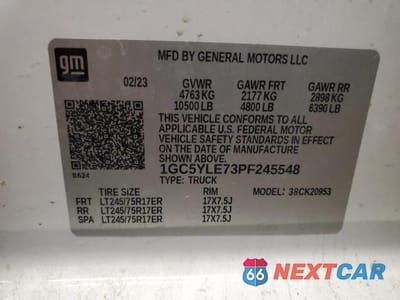 gm
MFD BY GENERAL MOTORS LLC
02/23 GVWR GAWR FRT GAWR RR
4763 KG 2177 KG 2898 KG
10500 LB 4800 LB 6390 LB
THIS VEHICLE CONFORMS TO ALL
APPLICABLE U.S. FEDERAL MOTOR
VEHICLE SAFETY STANDARDS IN
EFFECT ON THE DATE OF
MANUFACTURE SHOWN ABOVE.
1GC5YLE73PF245548
TYPE: TRUCK
B624
TIRE SIZE RIM MODEL: 38CK20953
FRT LT245/75R17ER 17X7.5J
RR LT245/75R17ER 17X7.5J
SPA LT245/75R17ER 17X7.5J
66 NEXTCAR